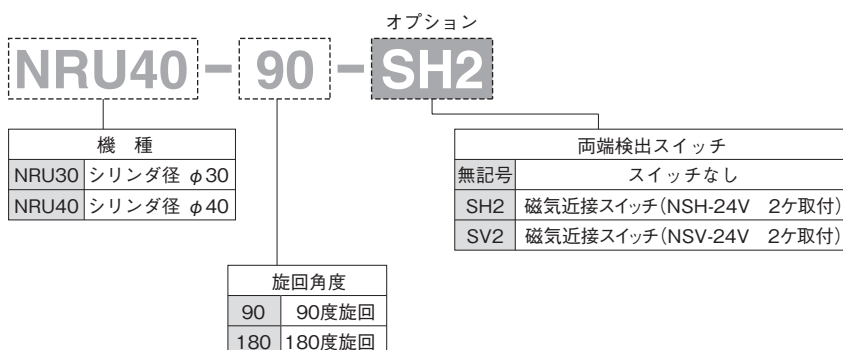 オプション
NRU40-90-SH2
機 種
NRU30 シリンダ径 φ30
NRU40 シリンダ径 φ40
両端検出スイッチ
無記号 スイッチなし
SH2 磁気近接スイッチ(NSH-24V 2ケ取付)
SV2 磁気近接スイッチ(NSV-24V 2ケ取付)
旋回角度
90 90度旋回
180 180度旋回